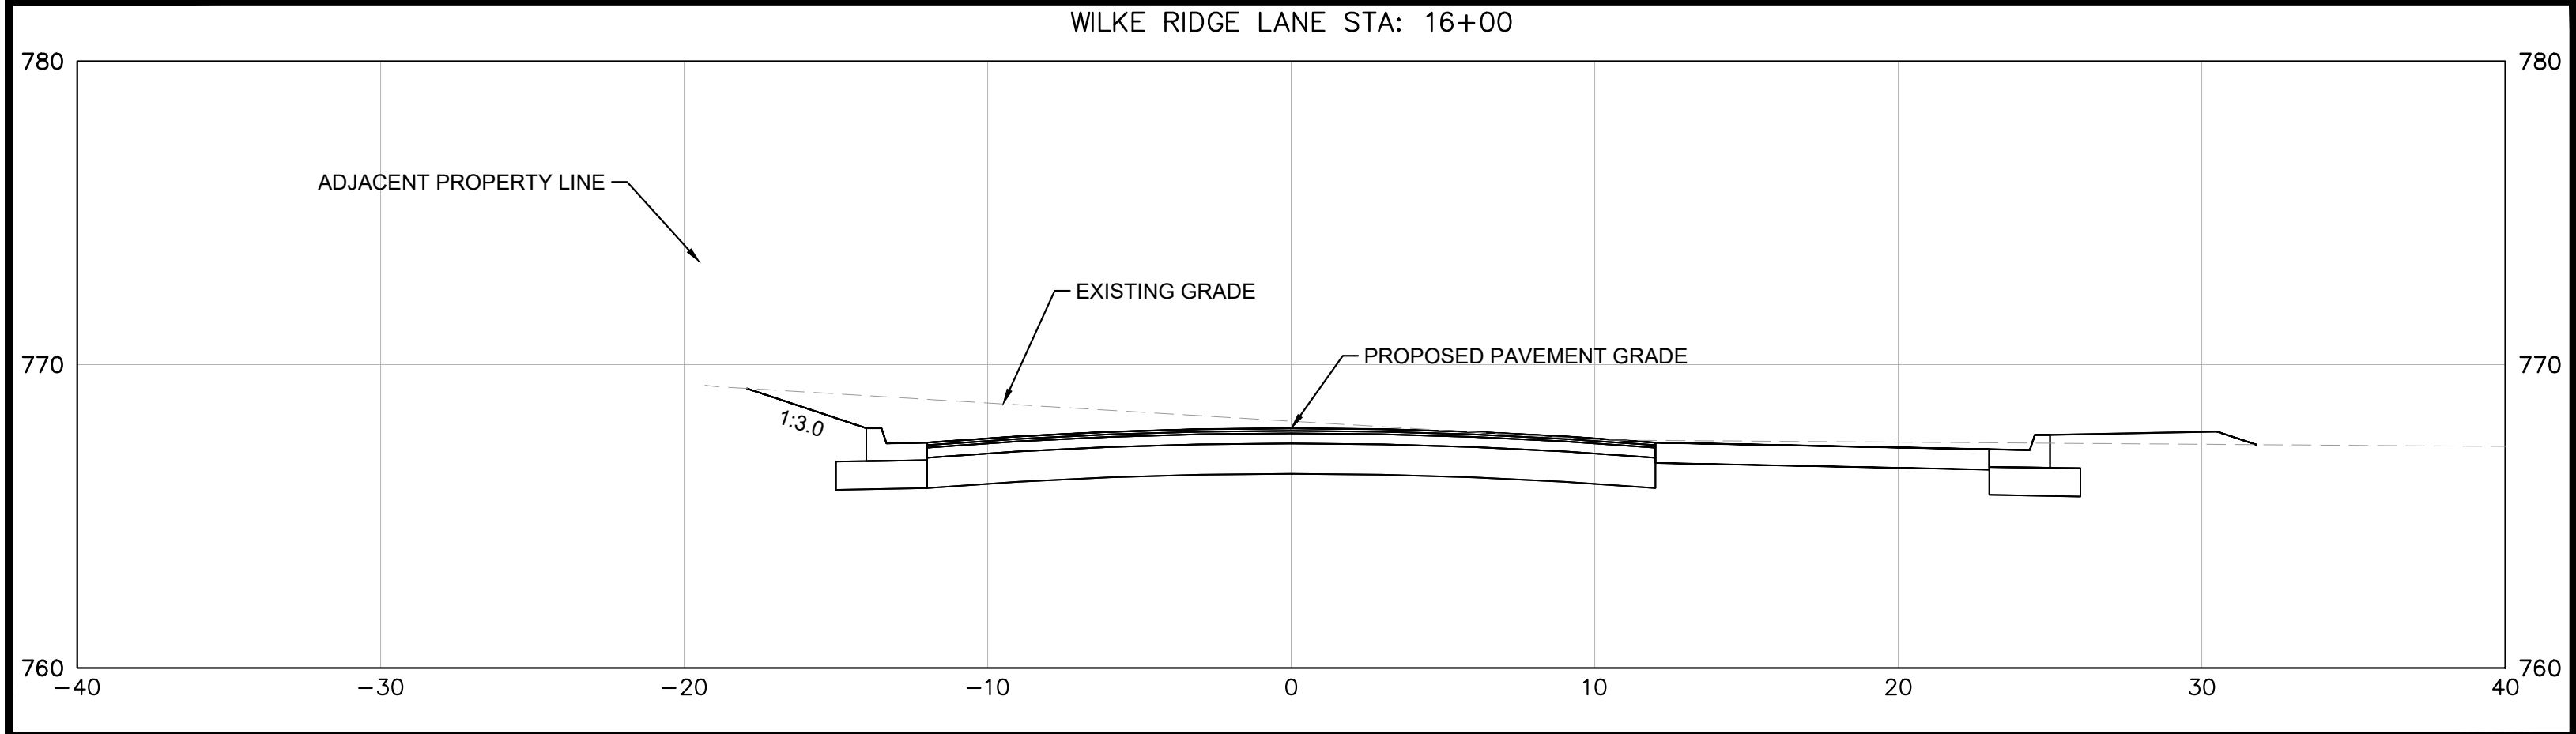 WILKE RIDGE LANE STA: 16+00
780 780
ADJACENT PROPERTY LINE
EXISTING GRADE
PROPOSED PAVEMENT GRADE
770 770
1:3.0
760 760
-40 -30 -20 -10 0 10 20 30 40